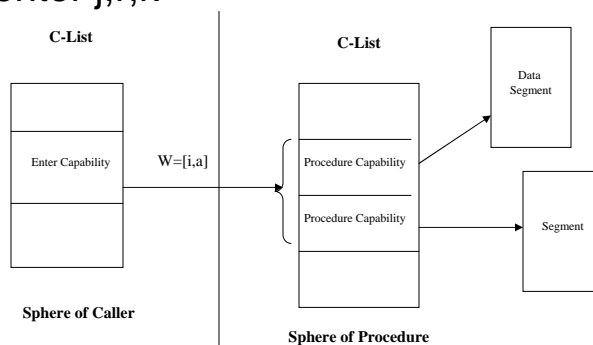 C-List
C-List
Data
Segment
Enter Capability
W=[i,a]
Procedure Capability
Procedure Capability
Segment
Sphere of Caller
Sphere of Procedure